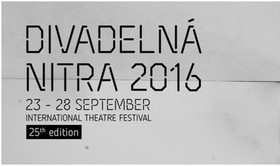 DIVADELNÁ
NITRA 2016
23 – 28 SEPTEMBER
INTERNATIONAL THEATRE FESTIVAL
25th edition